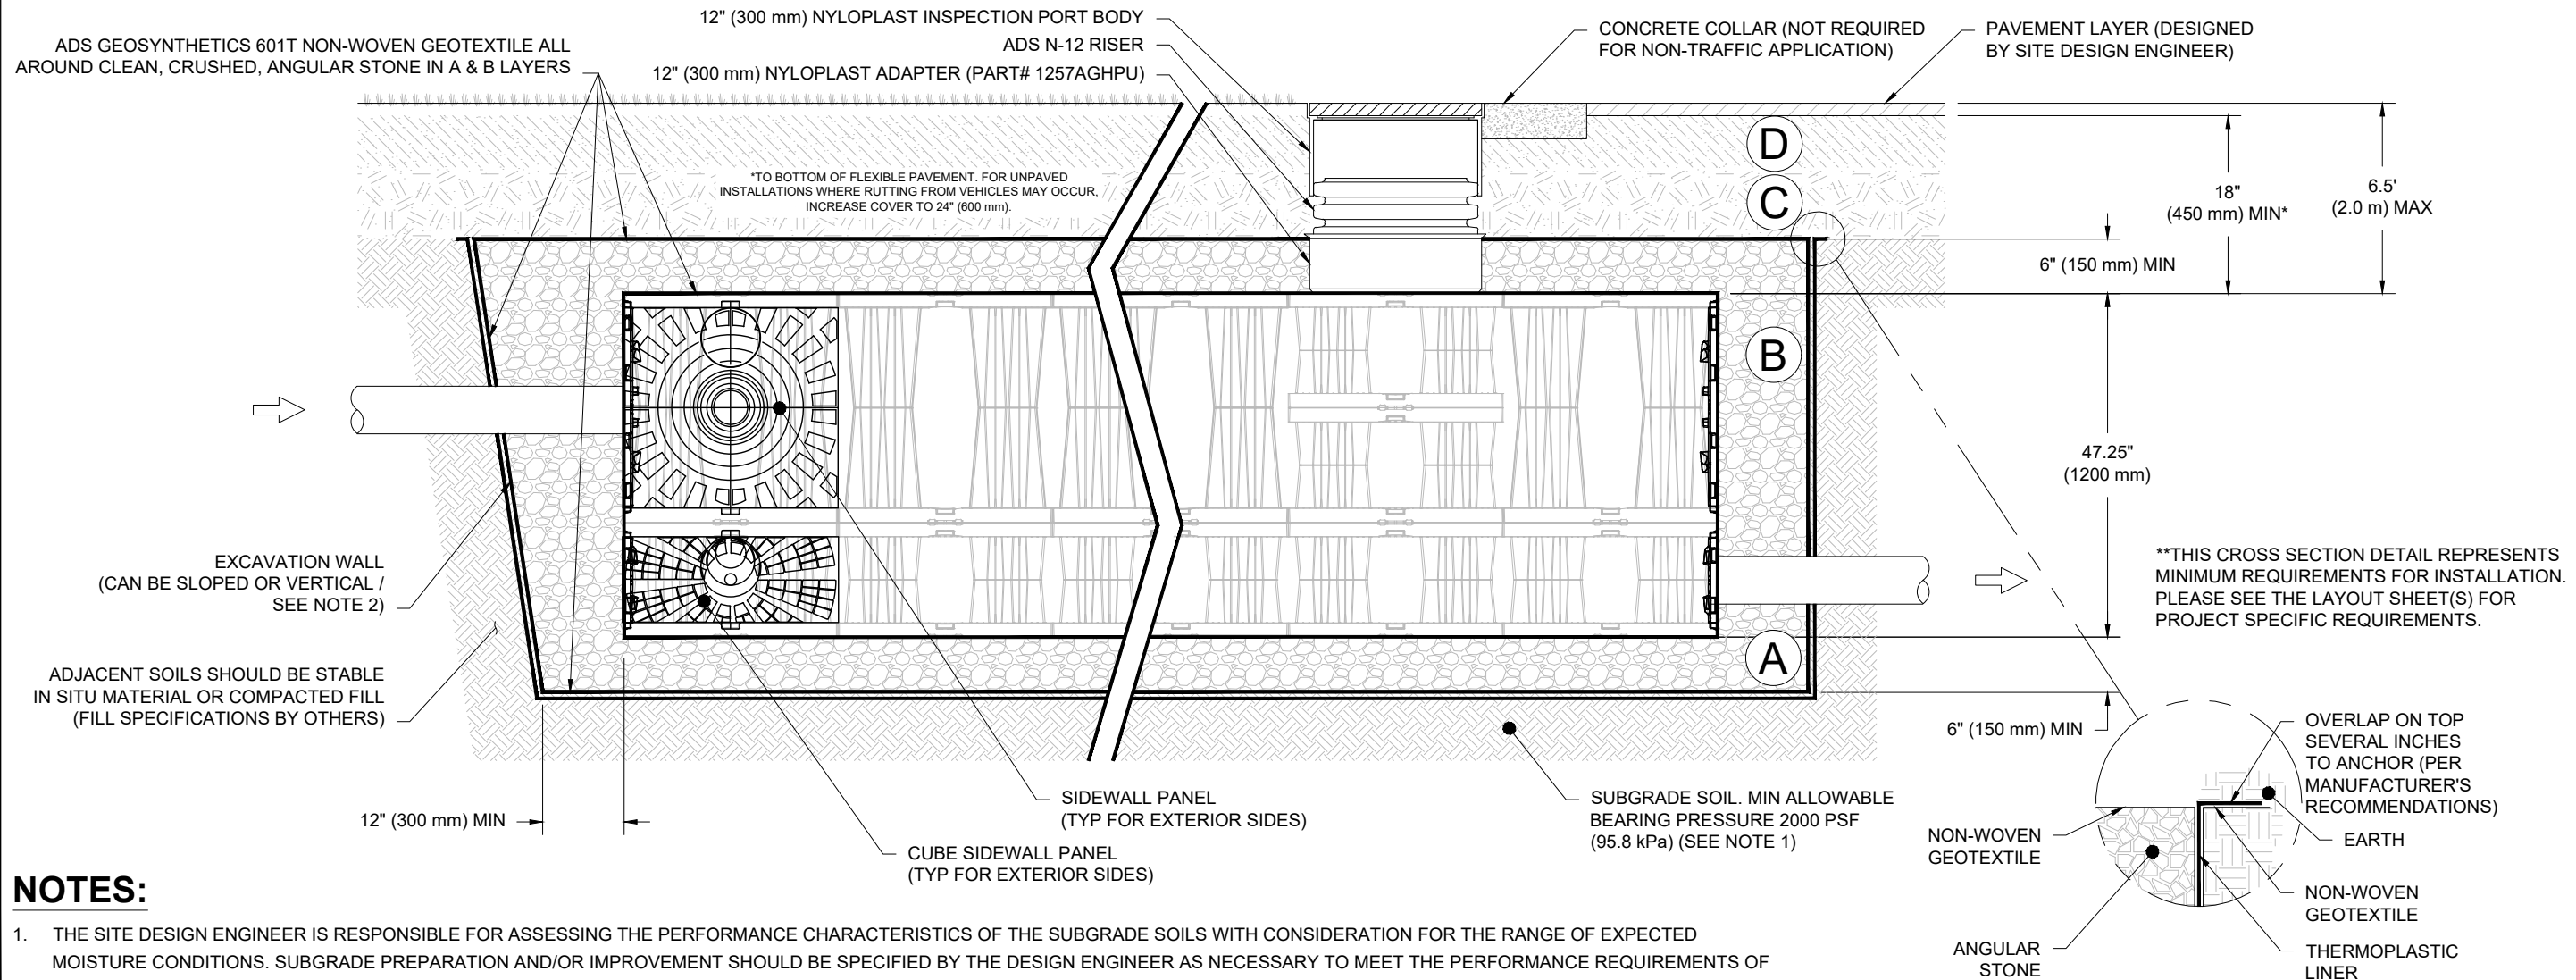 12" (300 mm) NYLOPLAST INSPECTION PORT BODY
ADS N-12 RISER
12" (300 mm) NYLOPLAST ADAPTER (PART# 1257AGHPU)
CONCRETE COLLAR (NOT REQUIRED
FOR NON-TRAFFIC APPLICATION)
PAVEMENT LAYER (DESIGNED
BY SITE DESIGN ENGINEER)
ADS GEOSYNTHETICS 601T NON-WOVEN GEOTEXTILE ALL
AROUND CLEAN, CRUSHED, ANGULAR STONE IN A & B LAYERS
*TO BOTTOM OF FLEXIBLE PAVEMENT. FOR UNPAVED
INSTALLATIONS WHERE RUTTING FROM VEHICLES MAY OCCUR,
INCREASE COVER TO 24" (600 mm).
D
C
18"
(450 mm) MIN*
6.5'
(2.0 m) MAX
6" (150 mm) MIN
B
47.25"
(1200 mm)
EXCAVATION WALL
(CAN BE SLOPED OR VERTICAL /
SEE NOTE 2)
**THIS CROSS SECTION DETAIL REPRESENTS
MINIMUM REQUIREMENTS FOR INSTALLATION.
PLEASE SEE THE LAYOUT SHEET(S) FOR
PROJECT SPECIFIC REQUIREMENTS.
A
ADJACENT SOILS SHOULD BE STABLE
IN SITU MATERIAL OR COMPACTED FILL
(FILL SPECIFICATIONS BY OTHERS)
6" (150 mm) MIN
12" (300 mm) MIN
SIDEWALL PANEL
(TYP FOR EXTERIOR SIDES)
CUBE SIDEWALL PANEL
(TYP FOR EXTERIOR SIDES)
SUBGRADE SOIL. MIN ALLOWABLE
BEARING PRESSURE 2000 PSF
(95.8 kPa) (SEE NOTE 1)
OVERLAP ON TOP
SEVERAL INCHES
TO ANCHOR (PER
MANUFACTURER'S
RECOMMENDATIONS)
NON-WOVEN
GEOTEXTILE
EARTH
NON-WOVEN
GEOTEXTILE
ANGULAR
STONE
THERMOPLASTIC
LINER
NOTES:
1. THE SITE DESIGN ENGINEER IS RESPONSIBLE FOR ASSESSING THE PERFORMANCE CHARACTERISTICS OF THE SUBGRADE SOILS WITH CONSIDERATION FOR THE RANGE OF EXPECTED
MOISTURE CONDITIONS. SUBGRADE PREPARATION AND/OR IMPROVEMENT SHOULD BE SPECIFIED BY THE DESIGN ENGINEER AS NECESSARY TO MEET THE PERFORMANCE REQUIREMENTS OF